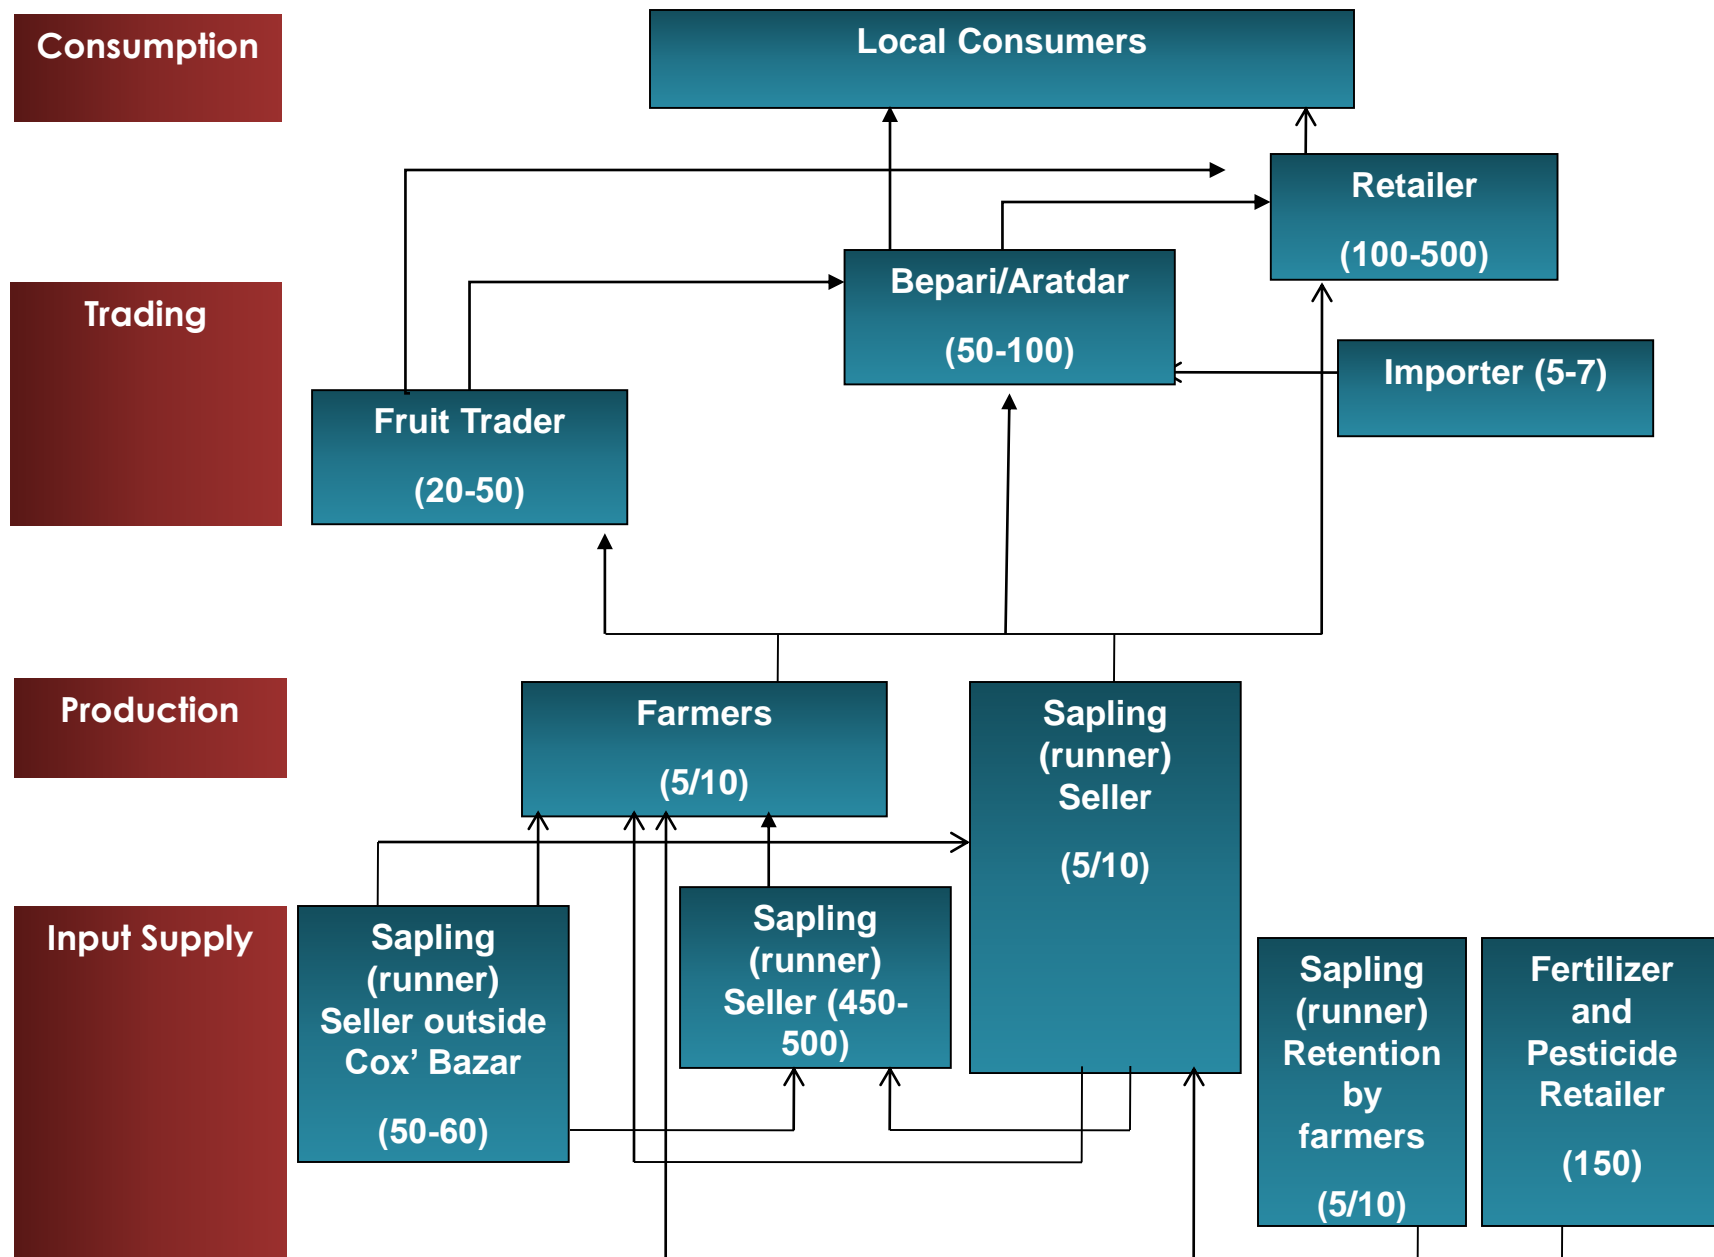 Consumption
Local Consumers
Retailer
(100-500)
Trading
Bepari/Aratdar
(50-100)
Importer (5-7)
Fruit Trader
(20-50)
Production
Farmers
(5/10)
Sapling
(runner)
Seller
(5/10)
Input Supply
Sapling
(runner)
Seller outside
Cox’ Bazar
(50-60)
Sapling
(runner)
Seller (450-
500)
Sapling
(runner)
Retention
by
farmers
(5/10)
Fertilizer
and
Pesticide
Retailer
(150)